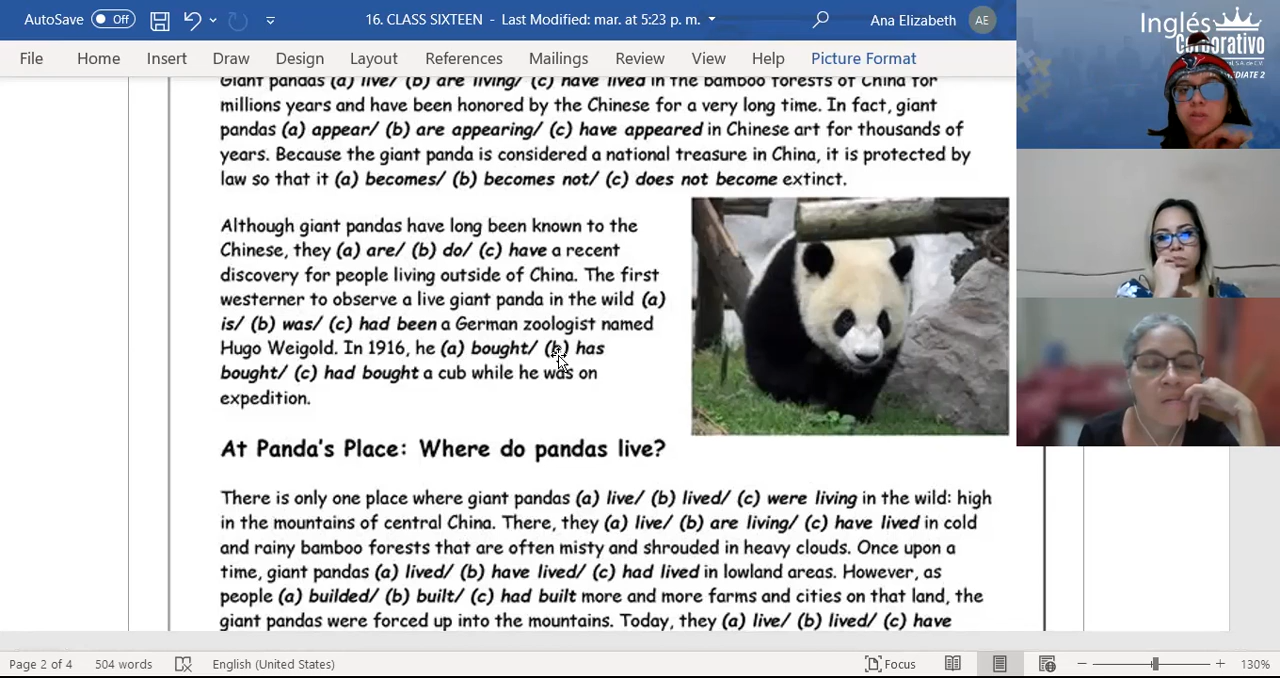 AutoSave Off
16. CLASS SIXTEEN - Last Modified: mar. at 5:23 p. m.
Ana Elizabeth AE
File Home Insert Draw Design Layout References Mailings Review View Help Picture Format
Inglés
Corporativo
Giant pandas (a) live/ (b) are living/ (c) have lived in the bamboo forests of China for
millions years and have been honored by the Chinese for a very long time. In fact, giant
pandas (a) appear/ (b) are appearing/ (c) have appeared in Chinese art for thousands of
years. Because the giant panda is considered a national treasure in China, it is protected by
law so that it (a) becomes/ (b) becomes not/ (c) does not become extinct.
Although giant pandas have long been known to the
Chinese, they (a) are/ (b) do/ (c) have a recent
discovery for people living outside of China. The first
westerner to observe a live giant panda in the wild (a)
is/ (b) was/ (c) had been a German zoologist named
Hugo Weigold. In 1916, he (a) bought/ (b) has
bought/ (c) had bought a cub while he was on
expedition.
At Panda's Place: Where do pandas live?
There is only one place where giant pandas (a) live/ (b) lived/ (c) were living in the wild: high
in the mountains of central China. There, they (a) live/ (b) are living/ (c) have lived in cold
and rainy bamboo forests that are often misty and shrouded in heavy clouds. Once upon a
time, giant pandas (a) lived/ (b) have lived/ (c) had lived in lowland areas. However, as
people (a) builded/ (b) built/ (c) had built more and more farms and cities on that land, the
giant pandas were forced up into the mountains. Today, they (a) live/ (b) lived/ (c) have
Page 2 of 4 504 words English (United States) Focus 130%